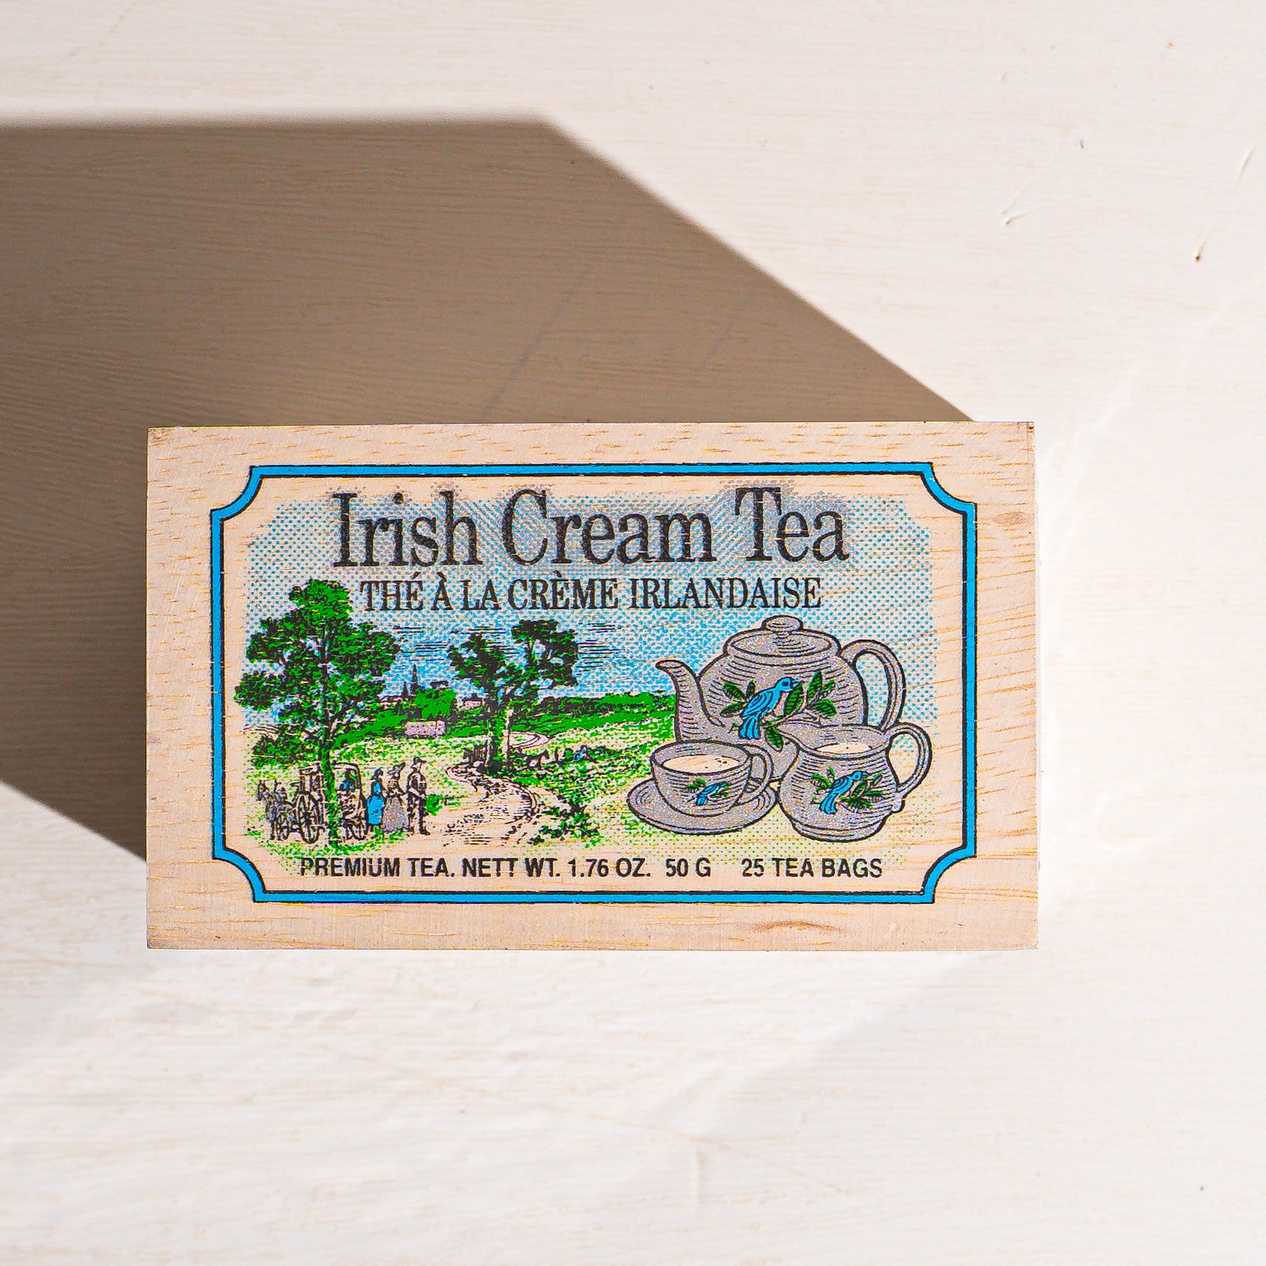 Irish Cream Tea
THÉ À LA CRÈME IRLANDAISE
PREMIUM TEA. NETT WT. 1.76 OZ. 50 G 25 TEA BAGS